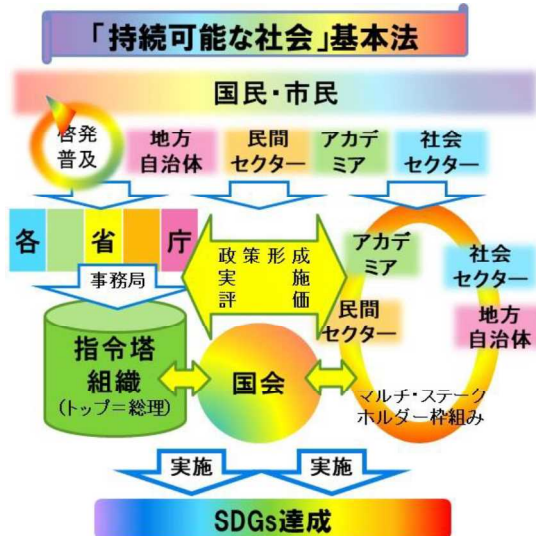 「持続可能な社会」基本法
国民・市民
啓発
普及
地方
自治体
民間
セクター
アカデ
ミア
社会
セクター
各 省 庁
事務局
政策形成
実 施
評 価
アカデ
ミア
社会
セクター
民間
セクター
地方
自治体
指令塔
組織
(トップ=総理)
国会
マルチ・ステーク
ホルダー枠組み
実施
実施
SDGs達成